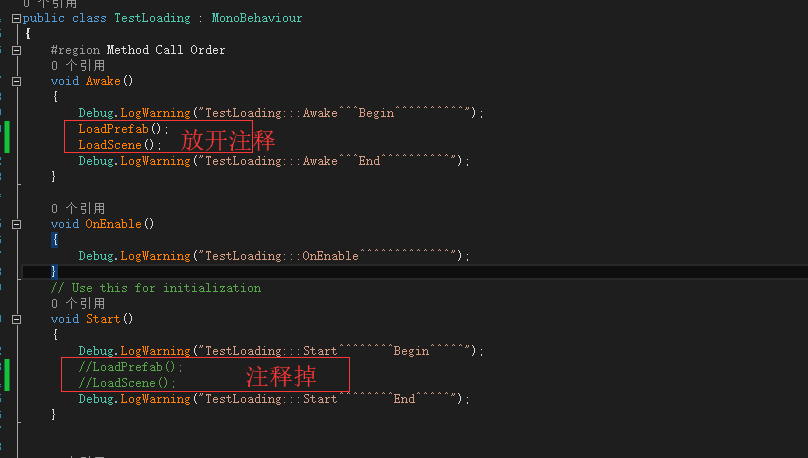 0 个引用
public class TestLoading : MonoBehaviour
{
#region Method Call Order
0 个引用
void Awake()
{
Debug.LogWarning("TestLoading:::Awake^^^Begin^^^^^^^^^^");
LoadPrefab();
LoadScene(); 放开注释
Debug.LogWarning("TestLoading:::Awake^^^End^^^^^^^^^^");
}
0 个引用
void OnEnable()
{
Debug.LogWarning("TestLoading:::OnEnable^^^^^^^^^^^^^");
}
// Use this for initialization
0 个引用
void Start()
{
Debug.LogWarning("TestLoading:::Start^^^^^^^^Begin^^^^^");
//LoadPrefab();
//LoadScene(); 注释掉
Debug.LogWarning("TestLoading:::Start^^^^^^^^End^^^^^");
}